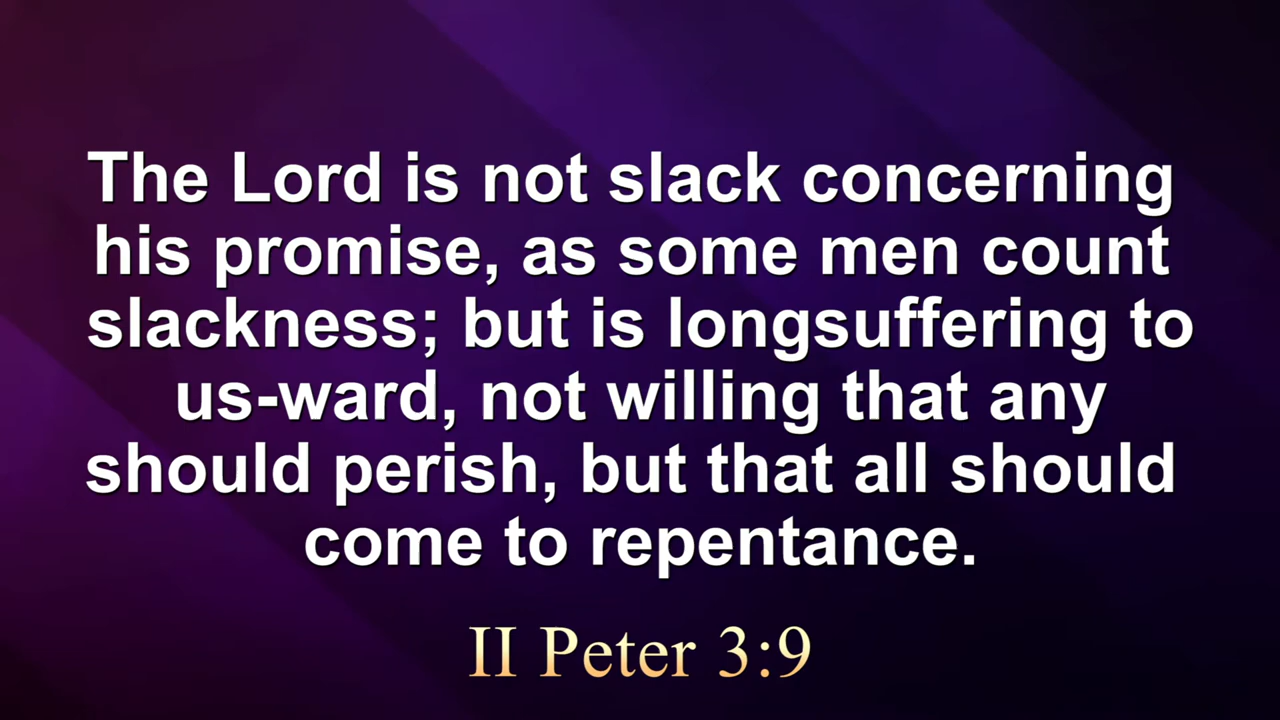 The Lord is not slack concerning
his promise, as some men count
slackness; but is longsuffering to
us-ward, not willing that any
should perish, but that all should
come to repentance.
II Peter 3:9